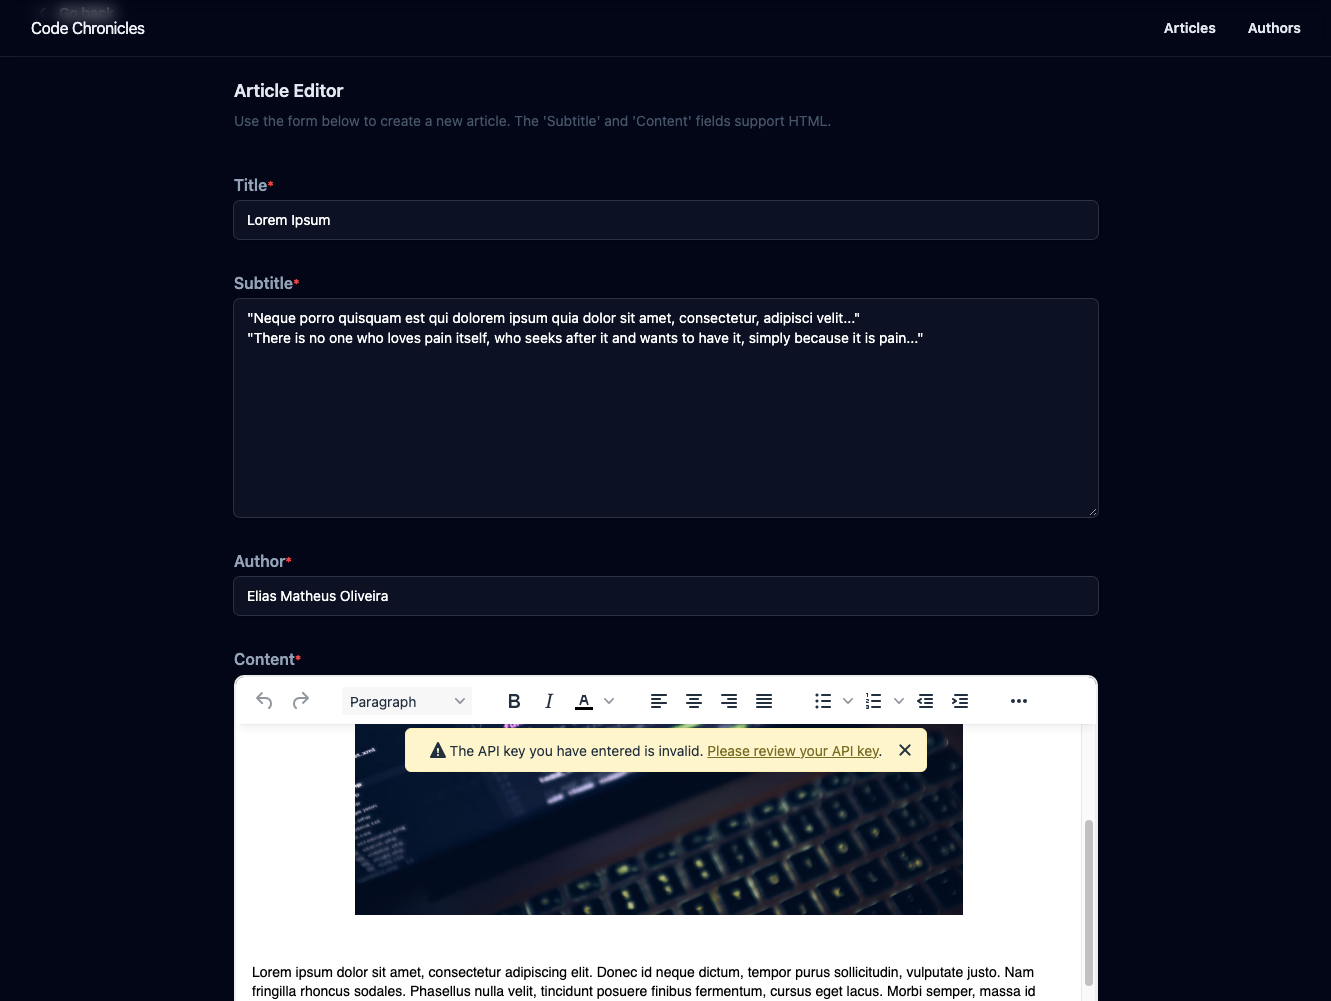 Go back
Code Chronicles
Articles
Authors
Article Editor
Use the form below to create a new article. The 'Subtitle' and 'Content' fields support HTML.
Title*
Lorem Ipsum
Subtitle*
"Neque porro quisquam est qui dolorem ipsum quia dolor sit amet, consectetur, adipisci velit..."
"There is no one who loves pain itself, who seeks after it and wants to have it, simply because it is pain..."
Author*
Elias Matheus Oliveira
Content*
Paragraph
B
I
A
The API key you have entered is invalid. Please review your API key.
Lorem ipsum dolor sit amet, consectetur adipiscing elit. Donec id neque dictum, tempor purus sollicitudin, vulputate justo. Nam
fringilla rhoncus sodales. Phasellus nulla velit, tincidunt posuere finibus fermentum, cursus eget lacus. Morbi semper, massa id